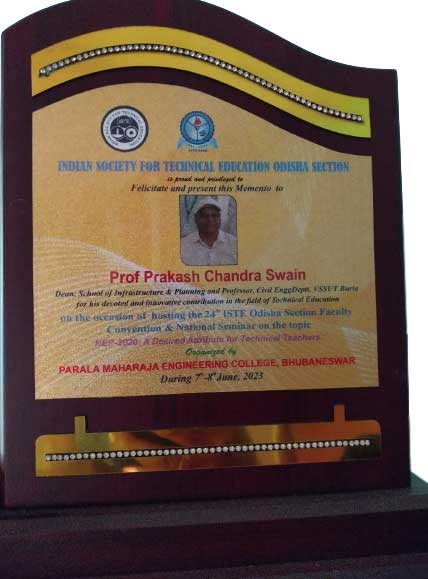 INDIAN SOCIETY FOR TECHNICAL EDUCATION ODISHA SECTION
is proud and privileged to
Felicitate and present this Memento to
Prof Prakash Chandra Swain
Dean, School of Infrastructure & Planning and Professor, Civil EnggDeptt, VSSUT Burla
for his devoted and innovative contribution in the field of Technical Education
on the occasion of hosting the 24th ISTE Odisha Section Faculty
Convention & National Seminar on the topic
NEP-2020: A Desired Attribute for Technical Teachers
Organized by
PARALA MAHARAJA ENGINEERING COLLEGE, BHUBANESWAR
During 7th-8th June, 2023